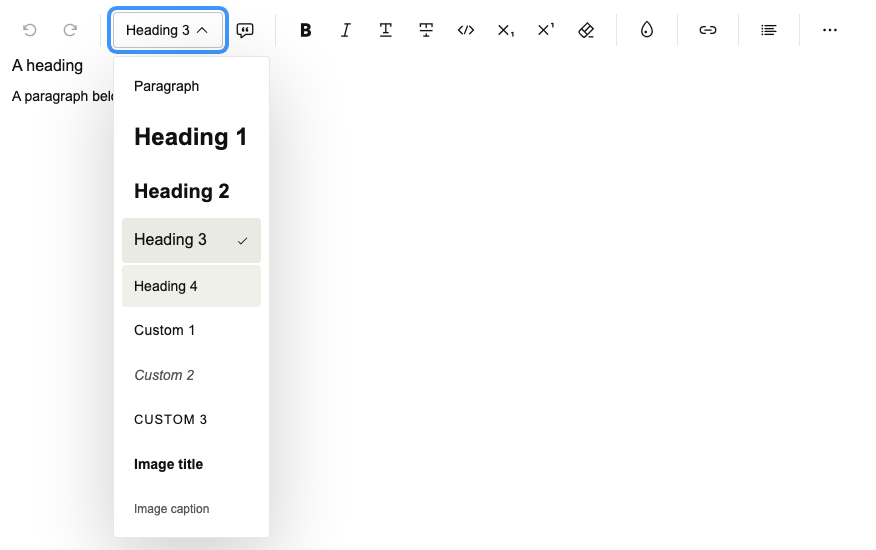 Heading 3
A heading
A paragraph
Paragraph
Heading 1
Heading 2
Heading 3
Heading 4
Custom 1
Custom 2
CUSTOM 3
Image title
Image caption